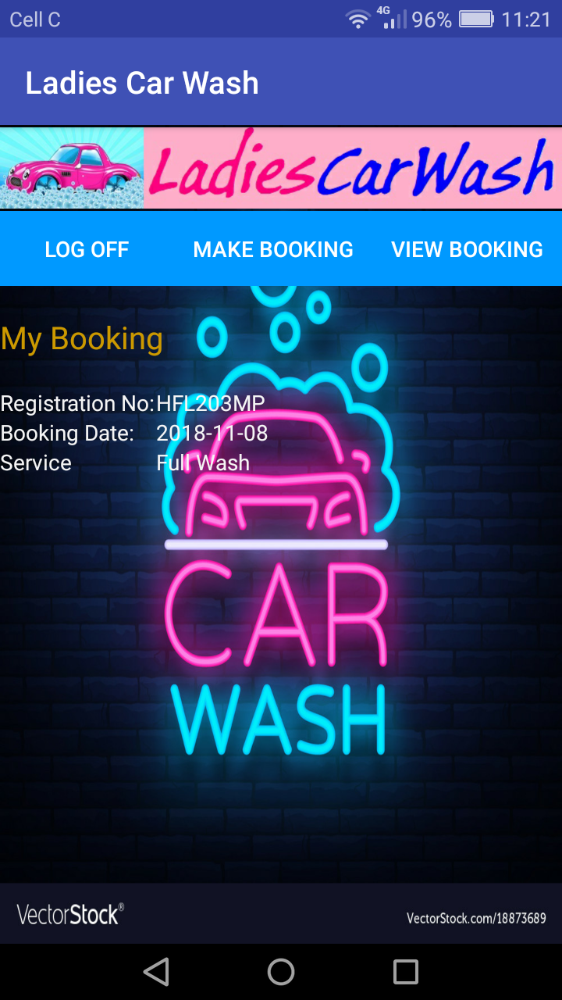 Cell C 4G 96% 11:21
Ladies Car Wash
LadiesCarWash
LOG OFF MAKE BOOKING VIEW BOOKING
My Booking
Registration No: HFL203MP
Booking Date: 2018-11-08
Service Full Wash
CAR
WASH
VectorStock® VectorStock.com/18873689